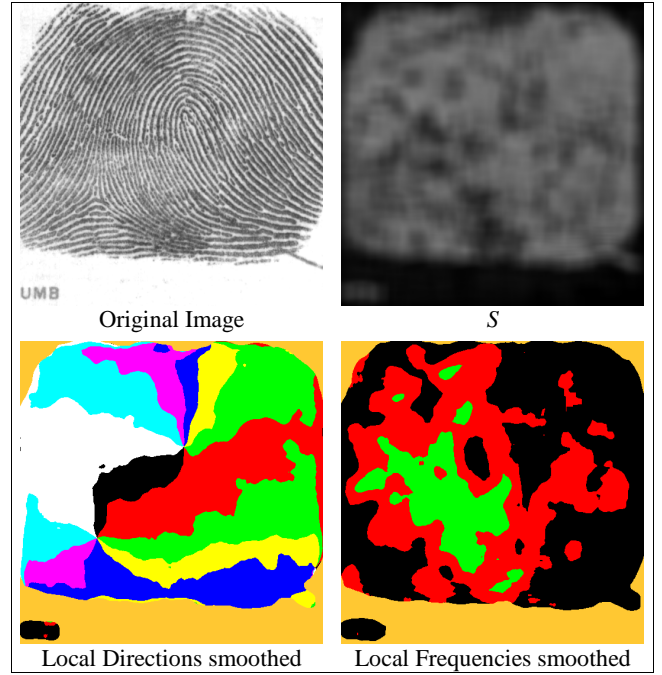 UMB
Original Image
S
Local Directions smoothed
Local Frequencies smoothed